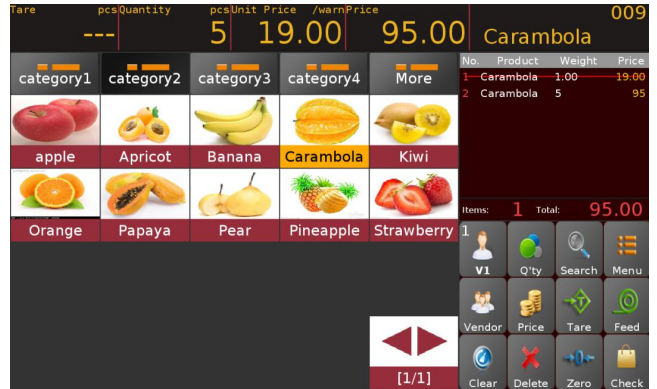 Tare pcs Quantity pcs Unit Price /warn Price 009
--- 5 19.00 95.00 Carambola
category1 category2 category3 category4 More
No. Product Weight Price
1 Carambola 1.00 19.00
2 Carambola 5 95
apple Apricot Banana Carambola Kiwi
Orange Papaya Pear Pineapple Strawberry
Items: 1 Total: 95.00
1
V1 Q'ty Search Menu
T
Vendor Price Tare Feed
[1/1]
0
Clear Delete Zero Check